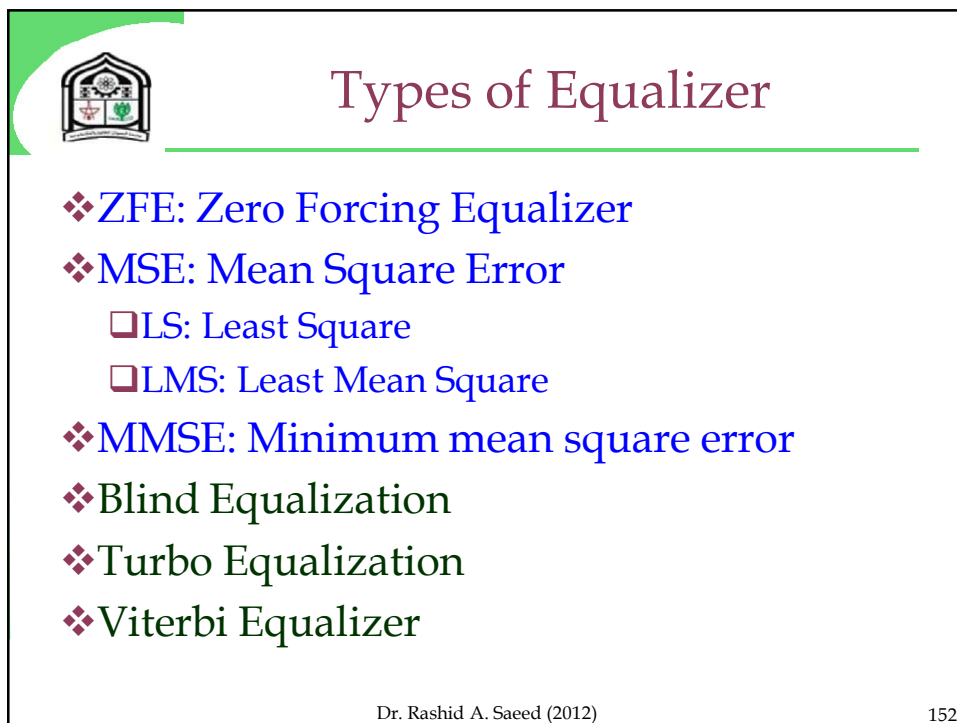 Types of Equalizer
❖ZFE: Zero Forcing Equalizer
❖MSE: Mean Square Error
❑LS: Least Square
❑LMS: Least Mean Square
❖MMSE: Minimum mean square error
❖Blind Equalization
❖Turbo Equalization
❖Viterbi Equalizer
Dr. Rashid A. Saeed (2012)
152